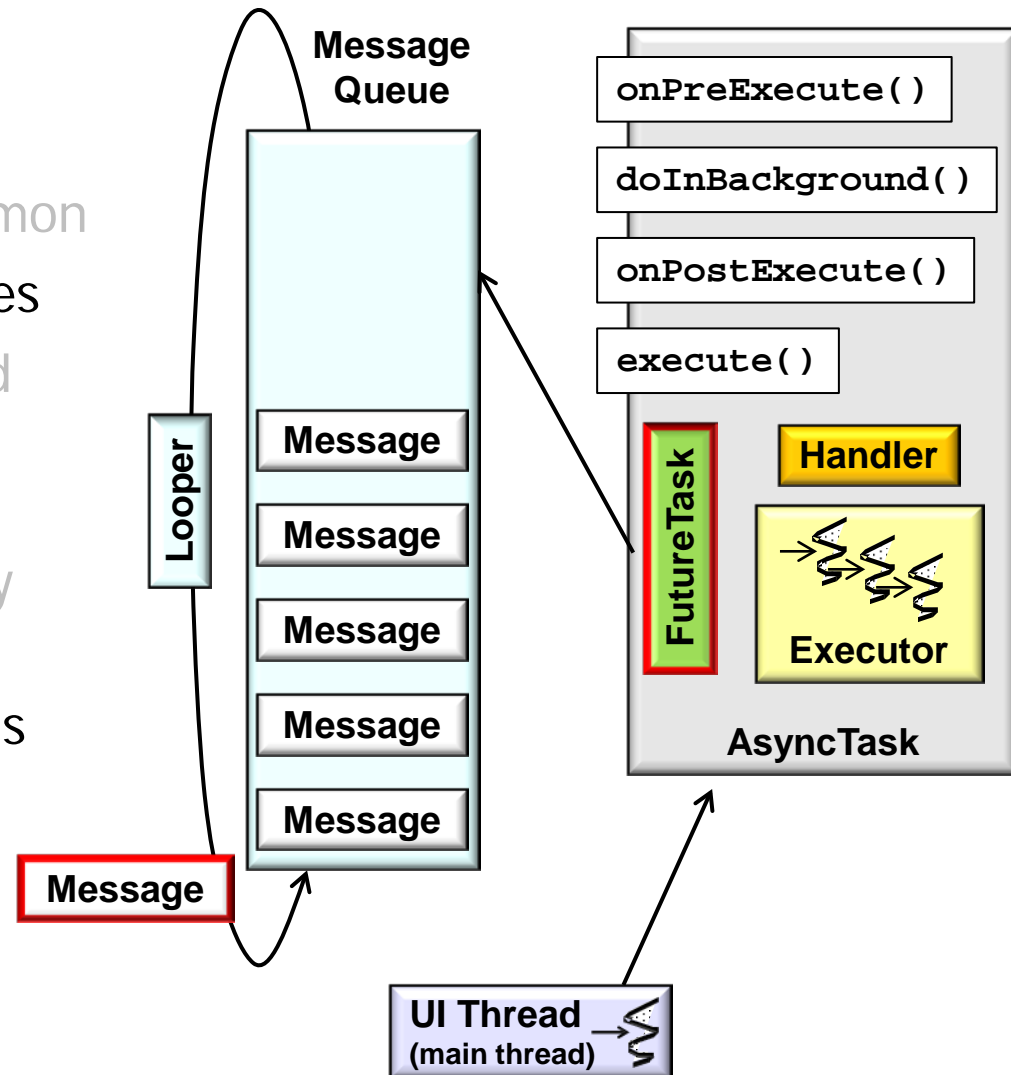 Message
Queue
onPreExecute()
doInBackground()
onPostExecute()
execute()
Looper
Message
Message
Message
Message
Message
Message
FutureTask
Handler
Executor
AsyncTask
UI Thread
(main thread)